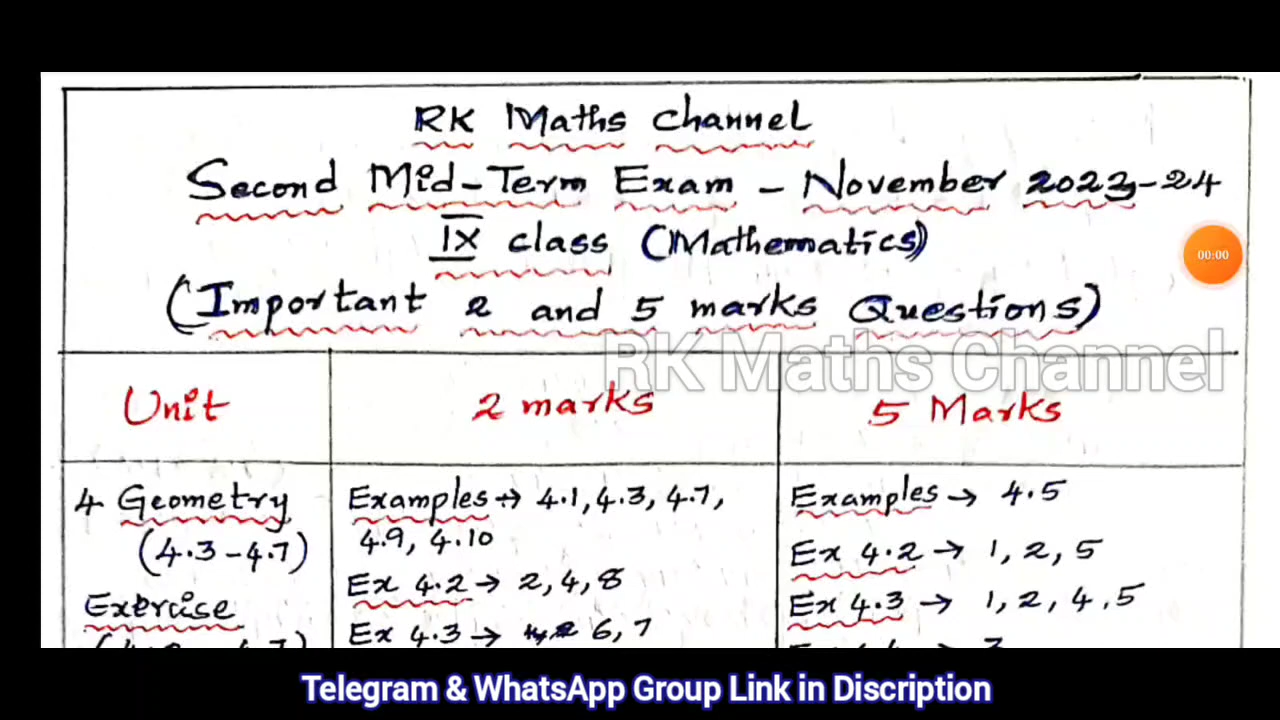 RK Maths channel
Second Mid-Term Exam - November 2023-24
IX class (Mathematics)
(Important 2 and 5 marks Questions)
RK Maths Channel
00:00
Unit
2 marks
5 Marks
4 Geometry
(4.3-4.7)
Exercise
Examples → 4.1, 4.3, 4.7,
4.9, 4.10
Ex 4.2 → 2, 4, 8
Ex 4.3 → 6, 7
Examples → 4.5
Ex 4.2 → 1, 2, 5
Ex 4.3 → 1, 2, 4, 5
Telegram & WhatsApp Group Link in Discription